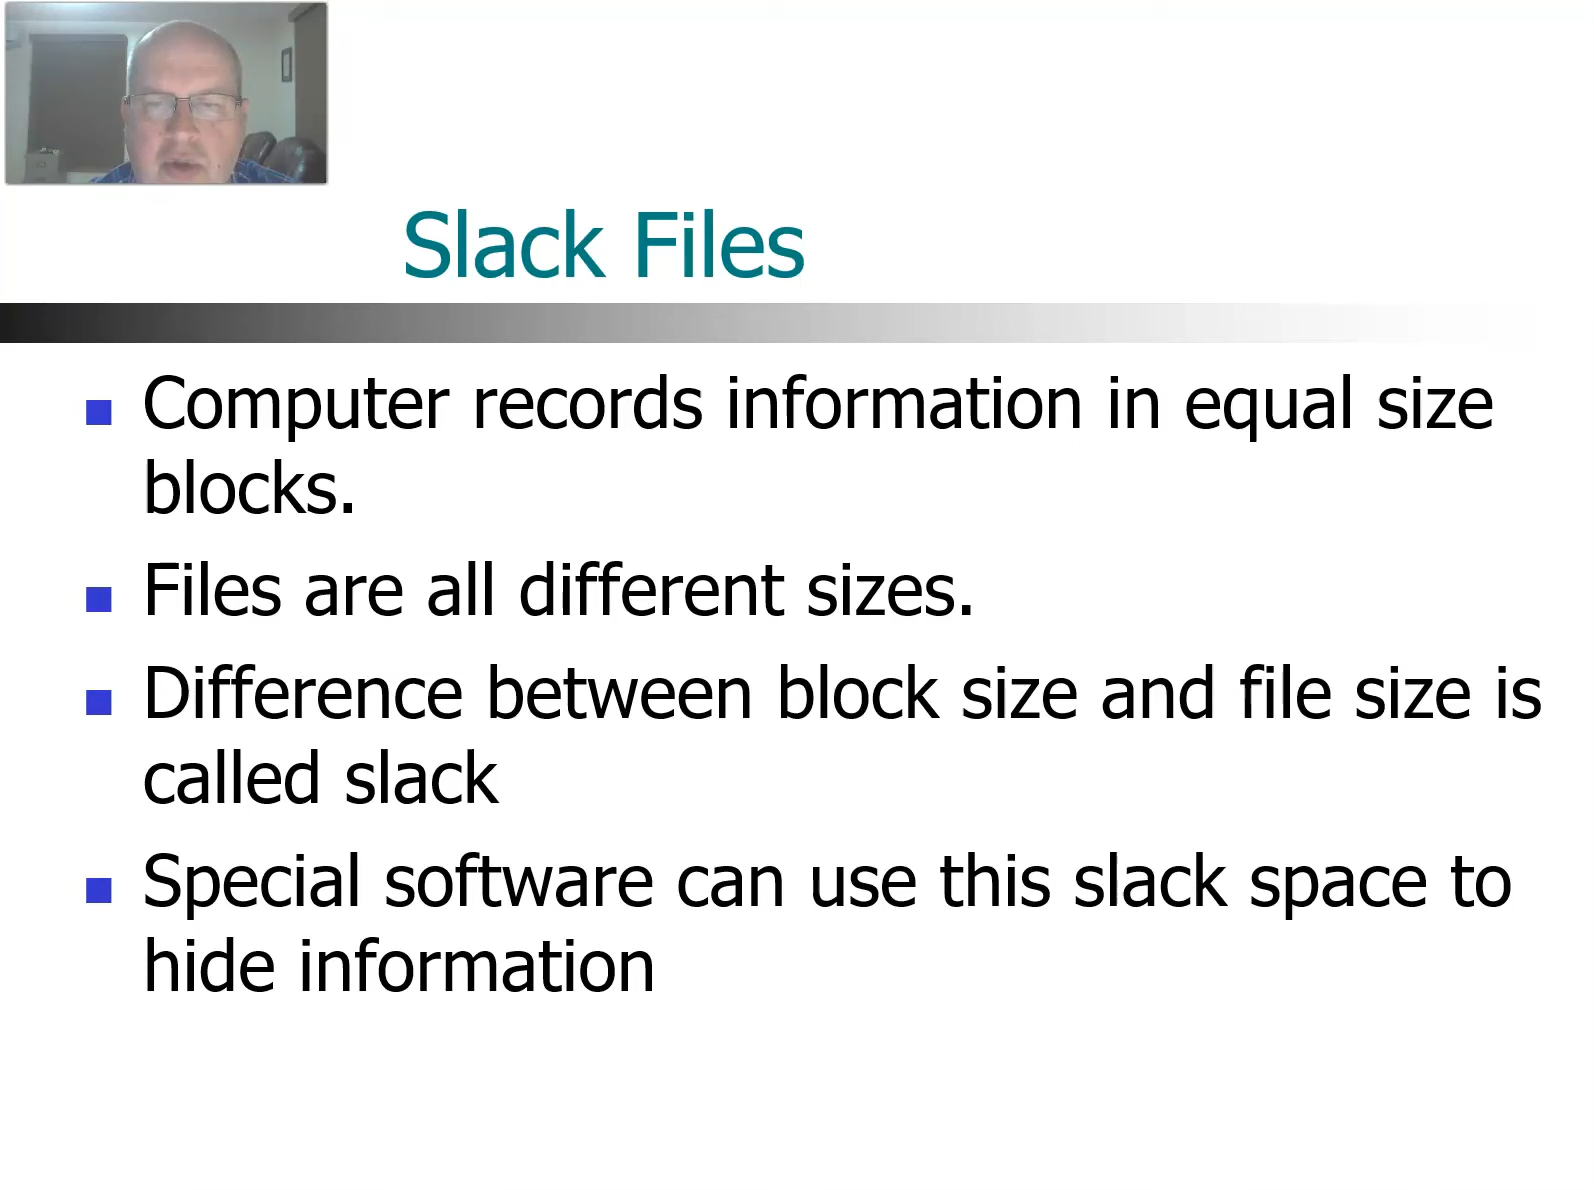 Slack Files
Computer records information in equal size
blocks.
Files are all different sizes.
Difference between block size and file size is
called slack
Special software can use this slack space to
hide information